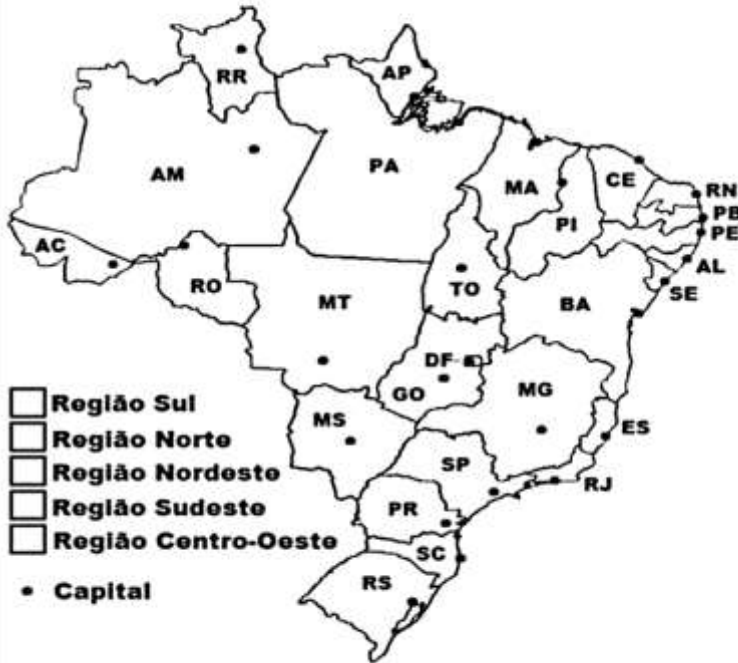 RR
AP
AM
PA
MA
CE
RN
PB
PE
PI
AC
RO
TO
AL
SE
MT
BA
DF
GO
MG
MS
ES
SP
RJ
PR
SC
RS
Região Sul
Região Norte
Região Nordeste
Região Sudeste
Região Centro-Oeste
Capital